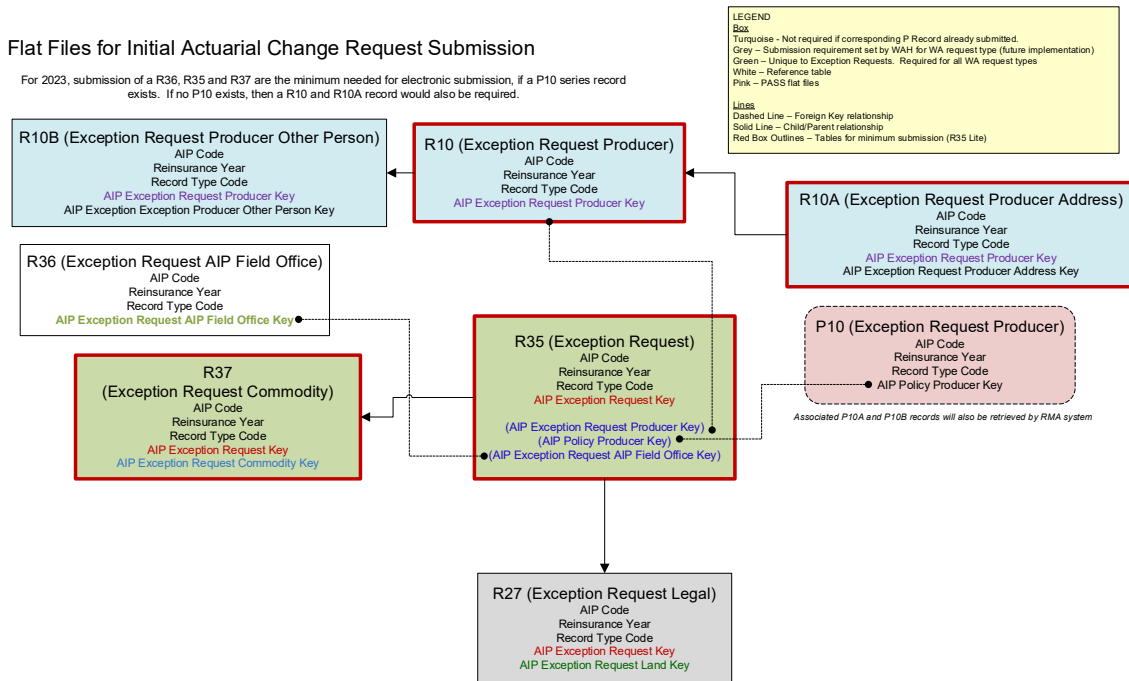 Flat Files for Initial Actuarial Change Request Submission
For 2023, submission of a R36, R35 and R37 are the minimum needed for electronic submission, if a P10 series record
exists.  If no P10 exists, then a R10 and R10A record would also be required.
LEGEND
Box
Turquoise - Not required if corresponding P Record already submitted.
Grey – Submission requirement set by WAH for WA request type (future implementation)
Green – Unique to Exception Requests.  Required for all WA request types
White – Reference table
Pink – PASS flat files
Lines
Dashed Line – Foreign Key relationship
Solid Line – Child/Parent relationship
Red Box Outlines – Tables for minimum submission (R35 Lite)
R10B (Exception Request Producer Other Person)
AIP Code
Reinsurance Year
Record Type Code
AIP Exception Request Producer Key
AIP Exception Exception Producer Other Person Key
R10 (Exception Request Producer)
AIP Code
Reinsurance Year
Record Type Code
AIP Exception Request Producer Key
R10A (Exception Request Producer Address)
AIP Code
Reinsurance Year
Record Type Code
AIP Exception Request Producer Key
AIP Exception Request Producer Address Key
R36 (Exception Request AIP Field Office)
AIP Code
Reinsurance Year
Record Type Code
AIP Exception Request AIP Field Office Key
R35 (Exception Request)
AIP Code
Reinsurance Year
Record Type Code
AIP Exception Request Key
(AIP Exception Request Producer Key)
(AIP Policy Producer Key)
(AIP Exception Request AIP Field Office Key)
P10 (Exception Request Producer)
AIP Code
Reinsurance Year
Record Type Code
AIP Policy Producer Key
Associated P10A and P10B records will also be retrieved by RMA system
R37
(Exception Request Commodity)
AIP Code
Reinsurance Year
Record Type Code
AIP Exception Request Key
AIP Exception Request Commodity Key
R27 (Exception Request Legal)
AIP Code
Reinsurance Year
Record Type Code
AIP Exception Request Key
AIP Exception Request Land Key